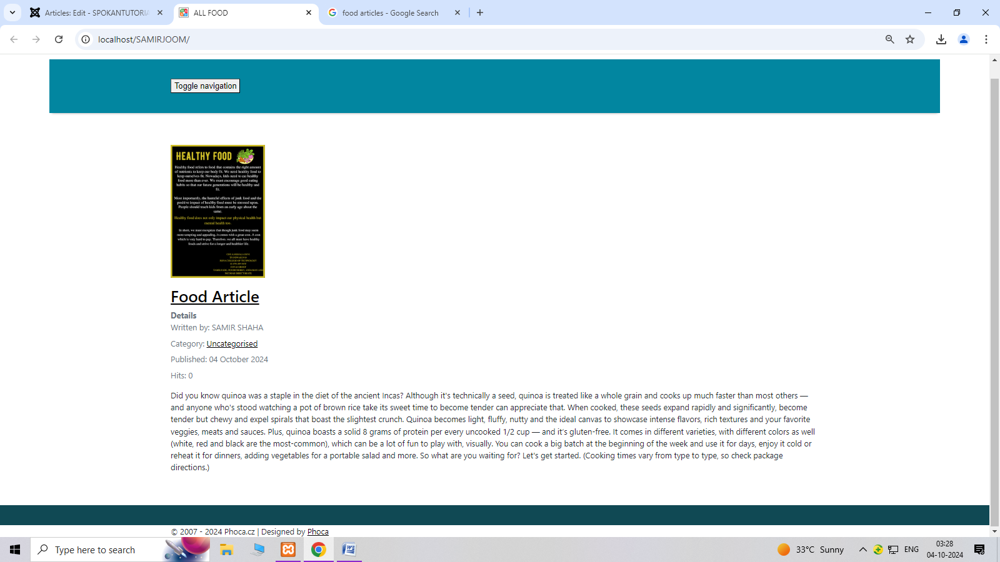 Articles: Edit - SPOKANTUTORIA
ALL FOOD
food articles - Google Search
localhost/SAMIRJOOM/
Toggle navigation
HEALTHY FOOD
Healthy food refers to food that contains the right amount
of nutrients to keep our body fit. We need healthy food to
keep ourselves fit. Nowadays, kids need to eat healthy
food more than ever. We must encourage good eating
habits so that our future generations will be healthy and
fit.
Most importantly, the harmful effects of junk food and the
positive impact of healthy food must be stressed upon.
People should teach kids from an early age about the
same.
Healthy food does not only impact our physical health but
mental health too.
In short, we must recognize that though junk food may seem
more tempting and appealing, it comes with a great cost. A cost
which is very hard to pay. Therefore, we all must have healthy
foods and strive for a longer and healthier life.
Food Article
Details
Written by: SAMIR SHAHA
Category: Uncategorised
Published: 04 October 2024
Hits: 0
Did you know quinoa was a staple in the diet of the ancient Incas? Although it's technically a seed, quinoa is treated like a whole grain and cooks up much faster than most others —
and anyone who's stood watching a pot of brown rice take its sweet time to become tender can appreciate that. When cooked, these seeds expand rapidly and significantly, become
tender but chewy and expel spirals that boast the slightest crunch. Quinoa becomes light, fluffy, nutty and the ideal canvas to showcase intense flavors, rich textures and your favorite
veggies, meats and sauces. Plus, quinoa boasts a solid 8 grams of protein per every uncooked 1/2 cup — and it's gluten-free. It comes in different varieties, with different colors as well
(white, red and black are the most-common), which can be a lot of fun to play with, visually. You can cook a big batch at the beginning of the week and use it for days, enjoy it cold or
reheat it for dinners, adding vegetables for a portable salad and more. So what are you waiting for? Let's get started. (Cooking times vary from type to type, so check package
directions.)
© 2007 - 2024 Phoca.cz | Designed by Phoca
Type here to search
33°C Sunny
ENG
03:28
04-10-2024